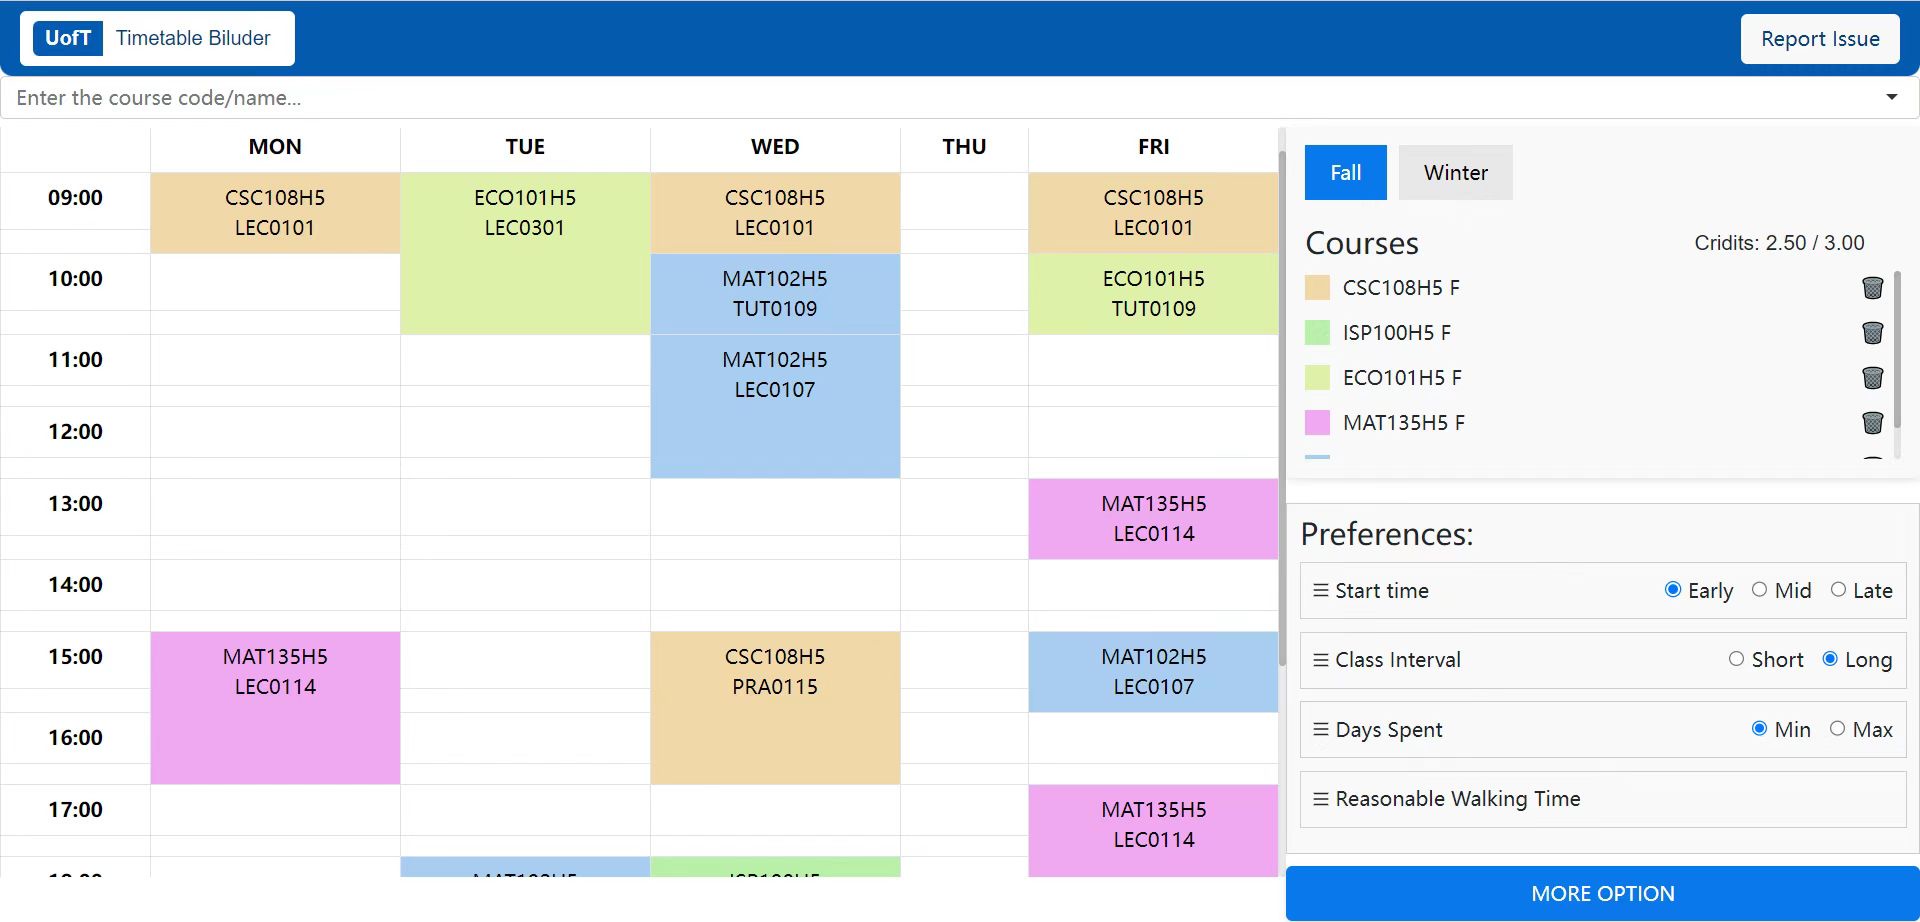 UofT Timetable Biluder
Report Issue
Enter the course code/name...
MON TUE WED THU FRI
09:00
CSC108H5
LEC0101
ECO101H5
LEC0301
CSC108H5
LEC0101
CSC108H5
LEC0101
10:00
MAT102H5
TUT0109
ECO101H5
TUT0109
11:00
MAT102H5
LEC0107
12:00
13:00
MAT135H5
LEC0114
14:00
15:00
MAT135H5
LEC0114
CSC108H5
PRA0115
MAT102H5
LEC0107
16:00
17:00
MAT135H5
LEC0114
Fall Winter
Courses
Cridits: 2.50 / 3.00
CSC108H5 F
ISP100H5 F
ECO101H5 F
MAT135H5 F
Preferences:
Start time Early Mid Late
Class Interval Short Long
Days Spent Min Max
Reasonable Walking Time
MORE OPTION